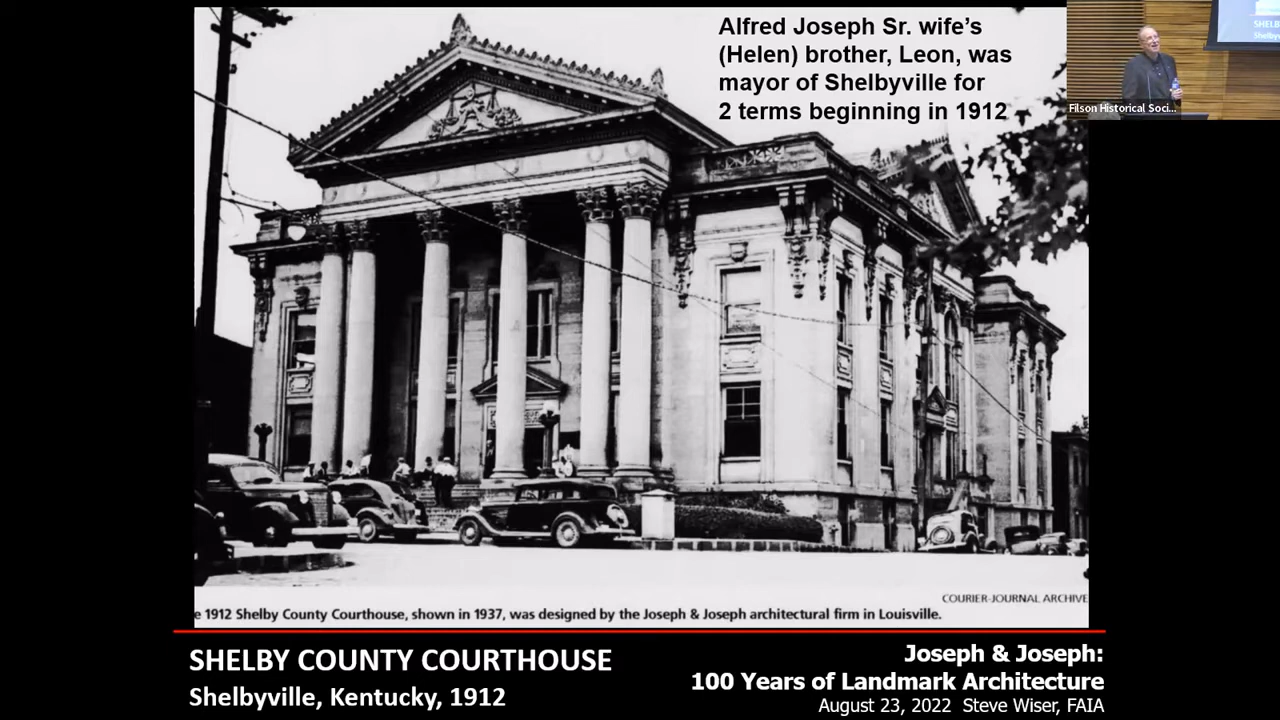 Alfred Joseph Sr. wife's
(Helen) brother, Leon, was
mayor of Shelbyville for
2 terms beginning in 1912
Filson Historical Soci...
COURIER-JOURNAL ARCHIVE
e 1912 Shelby County Courthouse, shown in 1937, was designed by the Joseph & Joseph architectural firm in Louisville.
SHELBY COUNTY COURTHOUSE
Shelbyville, Kentucky, 1912
Joseph & Joseph:
100 Years of Landmark Architecture
August 23, 2022 Steve Wiser, FAIA